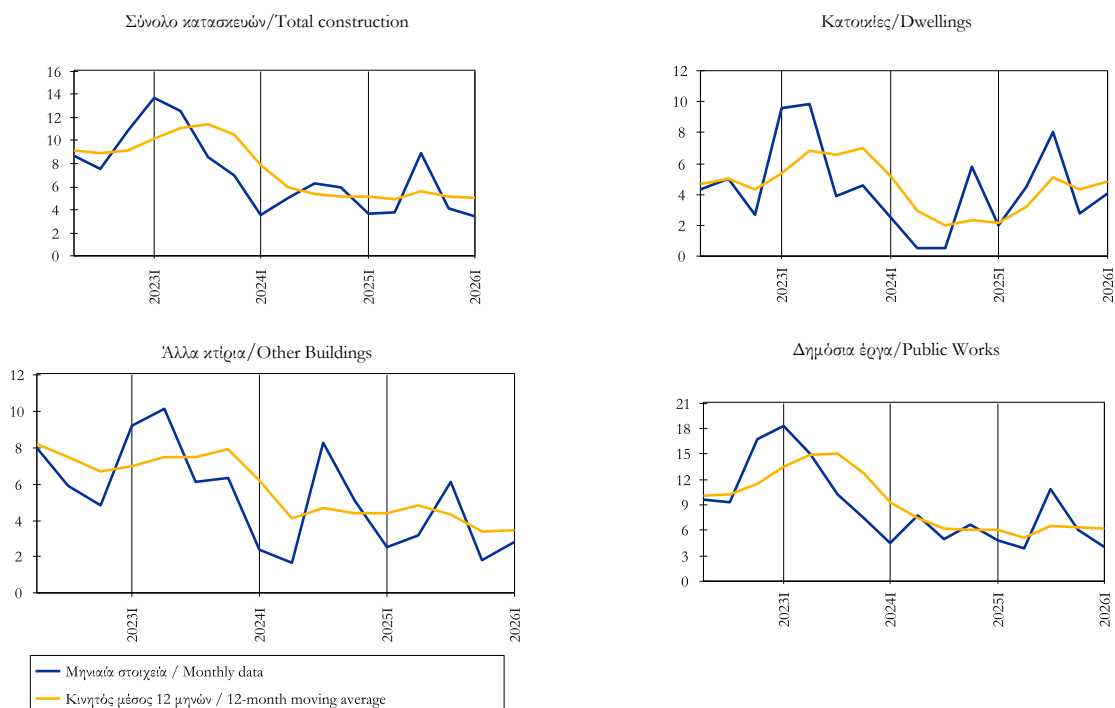 Σύνολο κατασκευών/Total construction
16
14
12
10
8
6
4
2
0
2023I
2024I
2025I
2026I
Κατοικίες/Dwellings
12
10
8
6
4
2
0
2023I
2024I
2025I
2026I
Άλλα κτίρια/Other Buildings
12
10
8
6
4
2
0
2023I
2024I
2025I
2026I
Δημόσια έργα/Public Works
21
18
15
12
9
6
3
0
2023I
2024I
2025I
2026I
Μηνιαία στοιχεία / Monthly data
Κινητός μέσος 12 μηνών / 12-month moving average